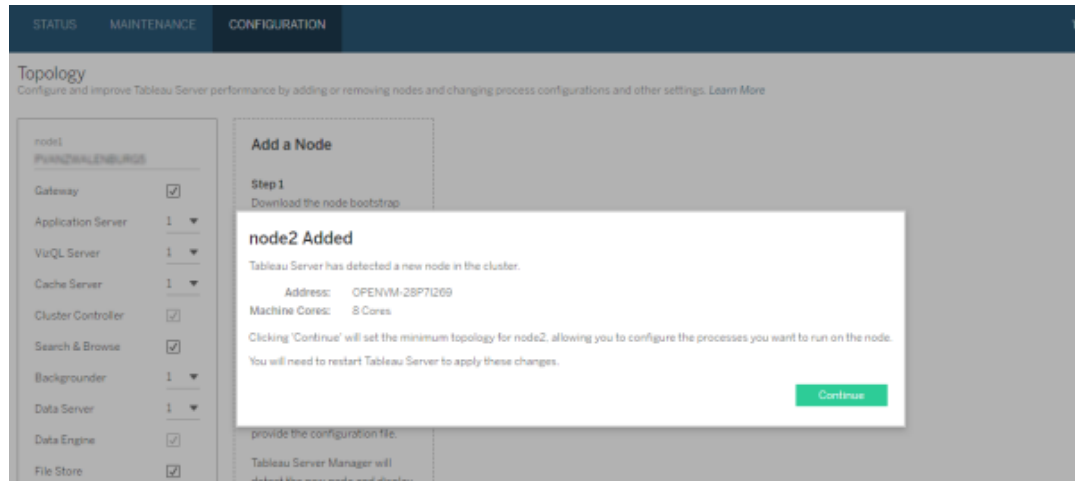 STATUS MAINTENANCE CONFIGURATION
Topology
Configure and improve Tableau Server performance by adding or removing nodes and changing process configurations and other settings. Learn More
node1
Gateway
Application Server 1
VizQL Server 1
Cache Server 1
Cluster Controller
Search & Browse
Backgrounder 1
Data Server 1
Data Engine
File Store
Add a Node
Step 1
Download the node bootstrap
node2 Added
Tableau Server has detected a new node in the cluster.
Address: OPENVM-28P7I269
Machine Cores: 8 Cores
Clicking 'Continue' will set the minimum topology for node2, allowing you to configure the processes you want to run on the node.
You will need to restart Tableau Server to apply these changes.
Continue
provide the configuration file.
Tableau Server Manager will
detect the new node and display